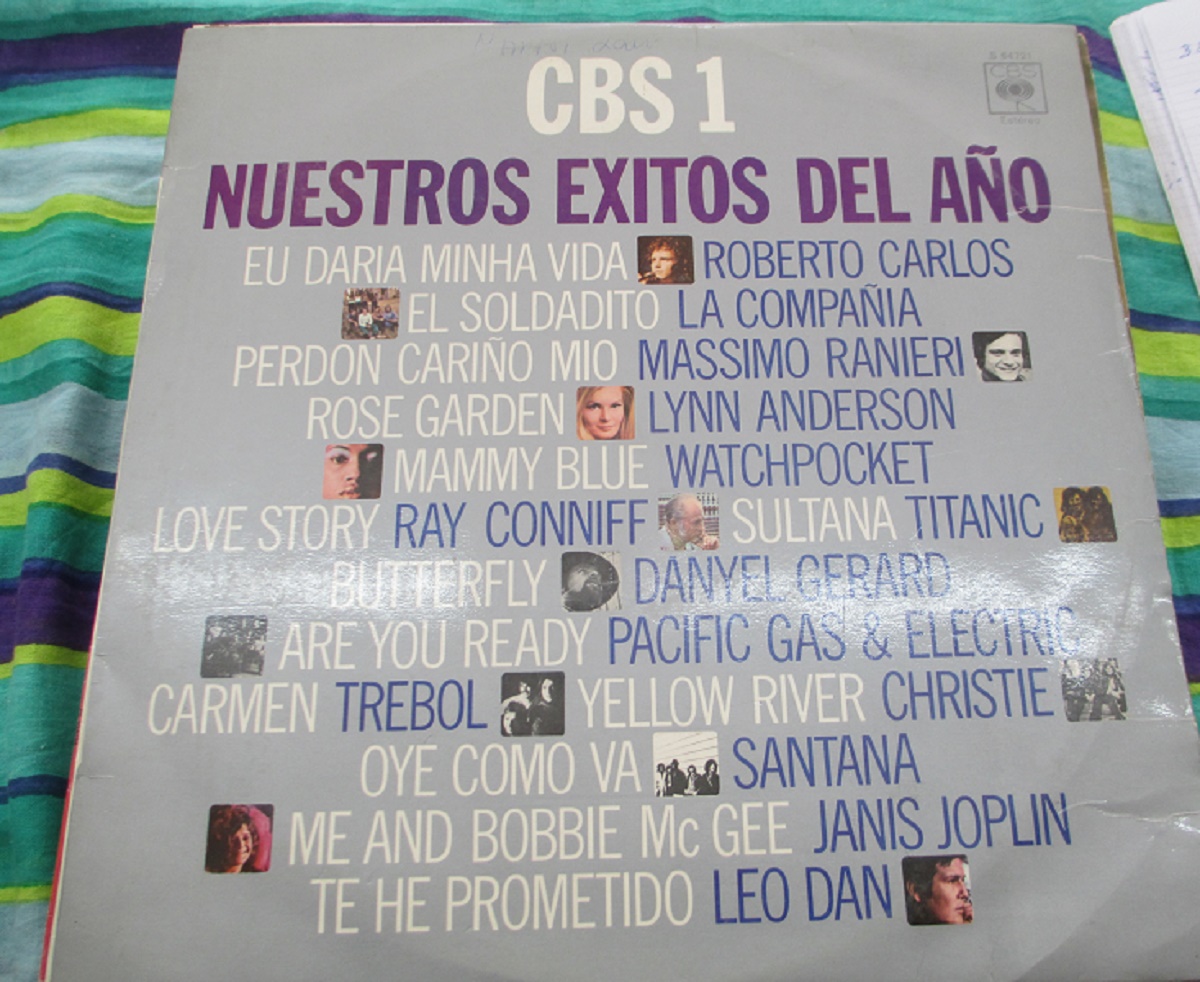 CBS 1
CBS
Estéreo
NUESTROS EXITOS DEL AÑO
EU DARIA MINHA VIDA ROBERTO CARLOS
EL SOLDADITO LA COMPAÑIA
PERDON CARIÑO MIO MASSIMO RANIERI
ROSE GARDEN LYNN ANDERSON
MAMMY BLUE WATCHPOCKET
LOVE STORY RAY CONNIFF SULTANA TITANIC
BUTTERFLY DANYEL GERARD
ARE YOU READY PACIFIC GAS & ELECTRIC
CARMEN TREBOL YELLOW RIVER CHRISTIE
OYE COMO VA SANTANA
ME AND BOBBIE Mc GEE JANIS JOPLIN
TE HE PROMETIDO LEO DAN